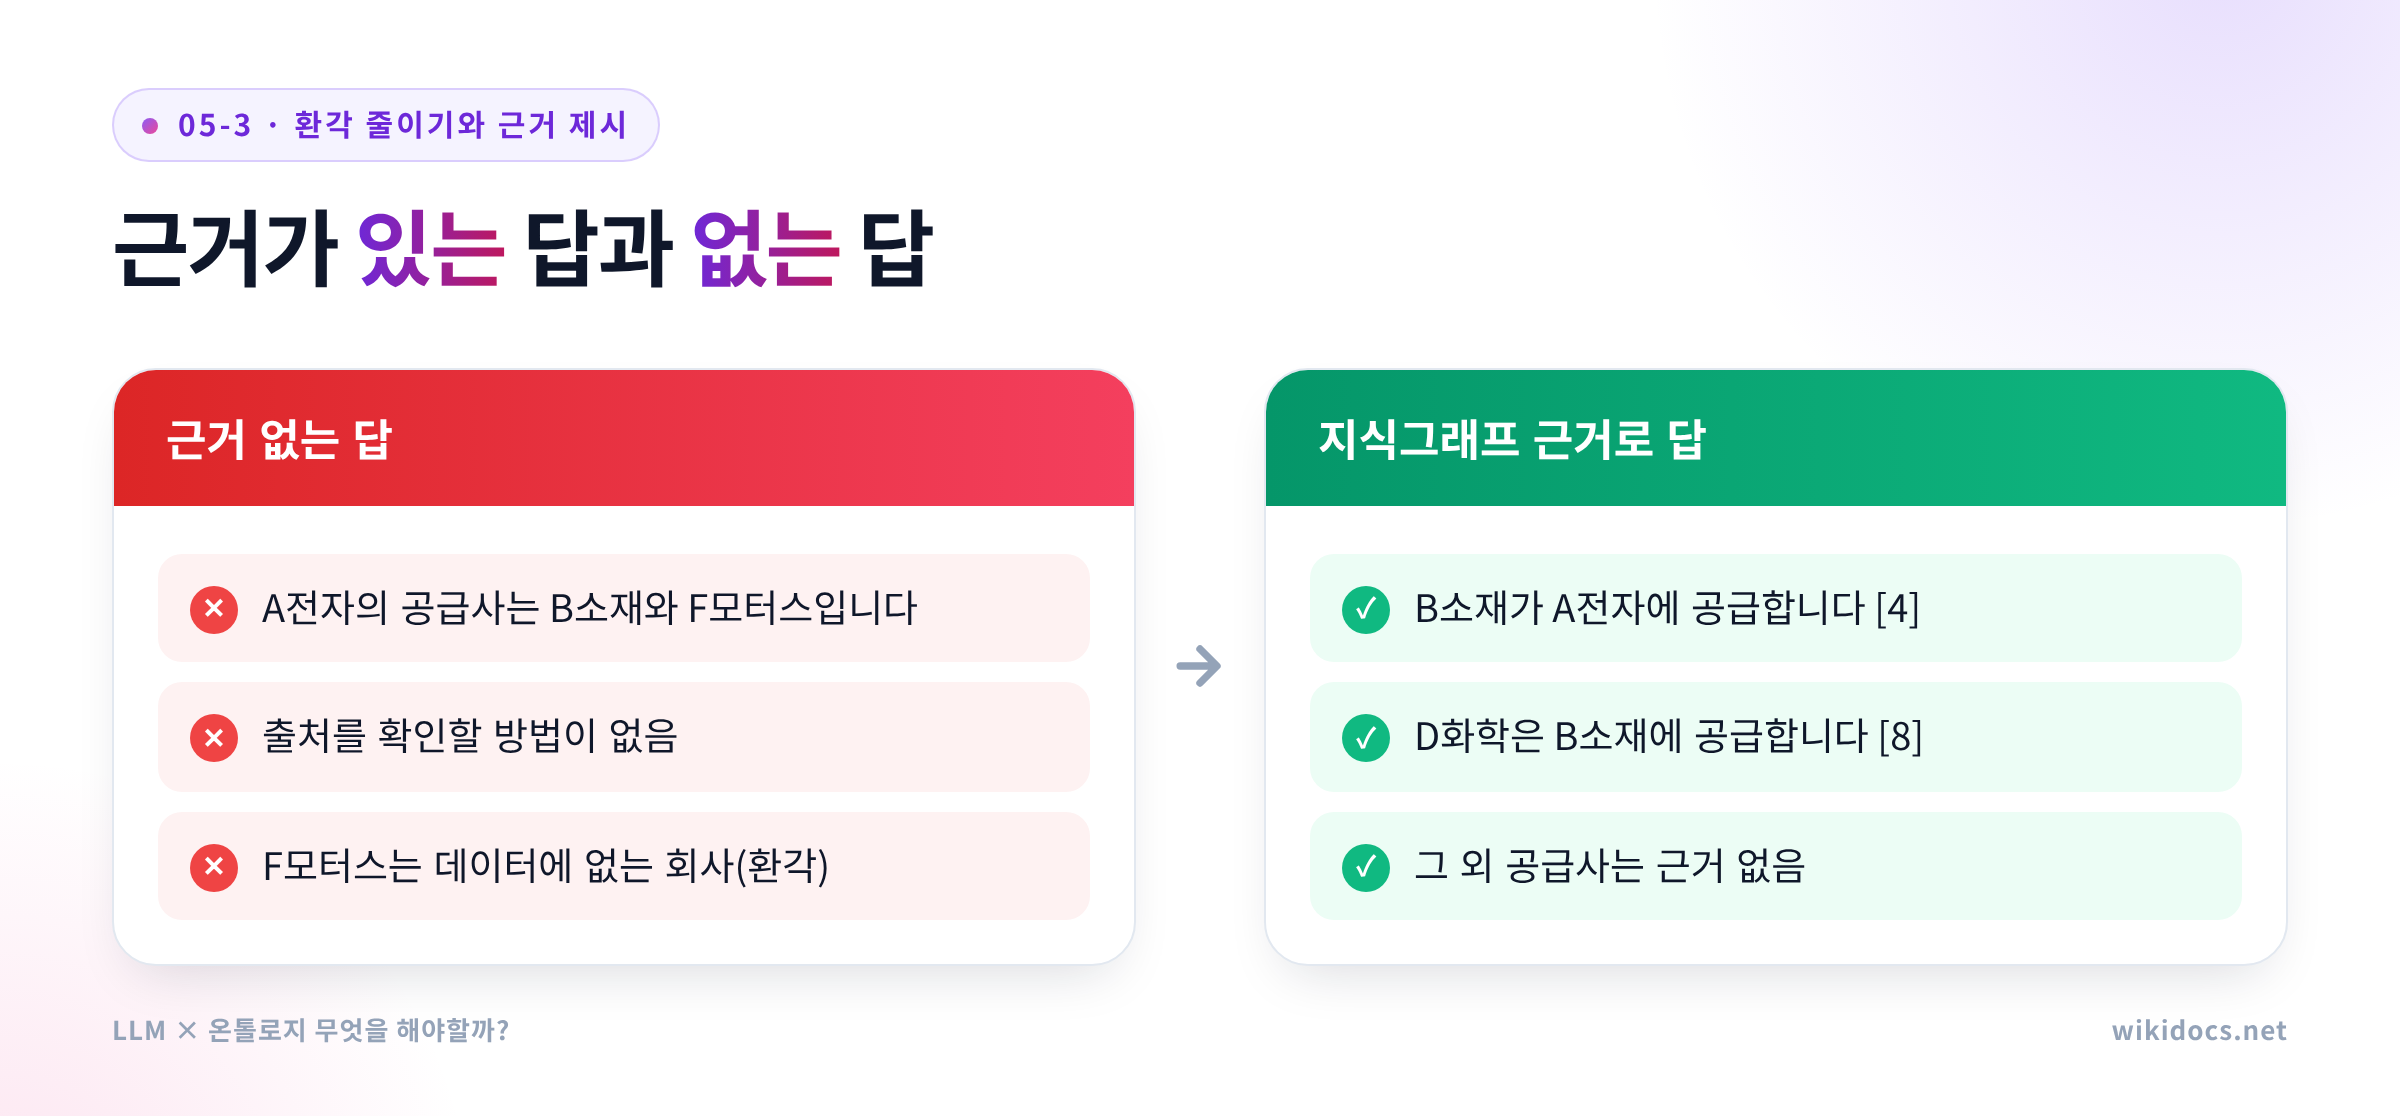 05-3 · 환각 줄이기와 근거 제시
근거가 있는 답과 없는 답
근거 없는 답
A전자의 공급사는 B소재와 F모터스입니다
출처를 확인할 방법이 없음
F모터스는 데이터에 없는 회사(환각)
지식그래프 근거로 답
B소재가 A전자에 공급합니다 [4]
D화학은 B소재에 공급합니다 [8]
그 외 공급사는 근거 없음
LLM × 온톨로지 무엇을 해야할까?
wikidocs.net